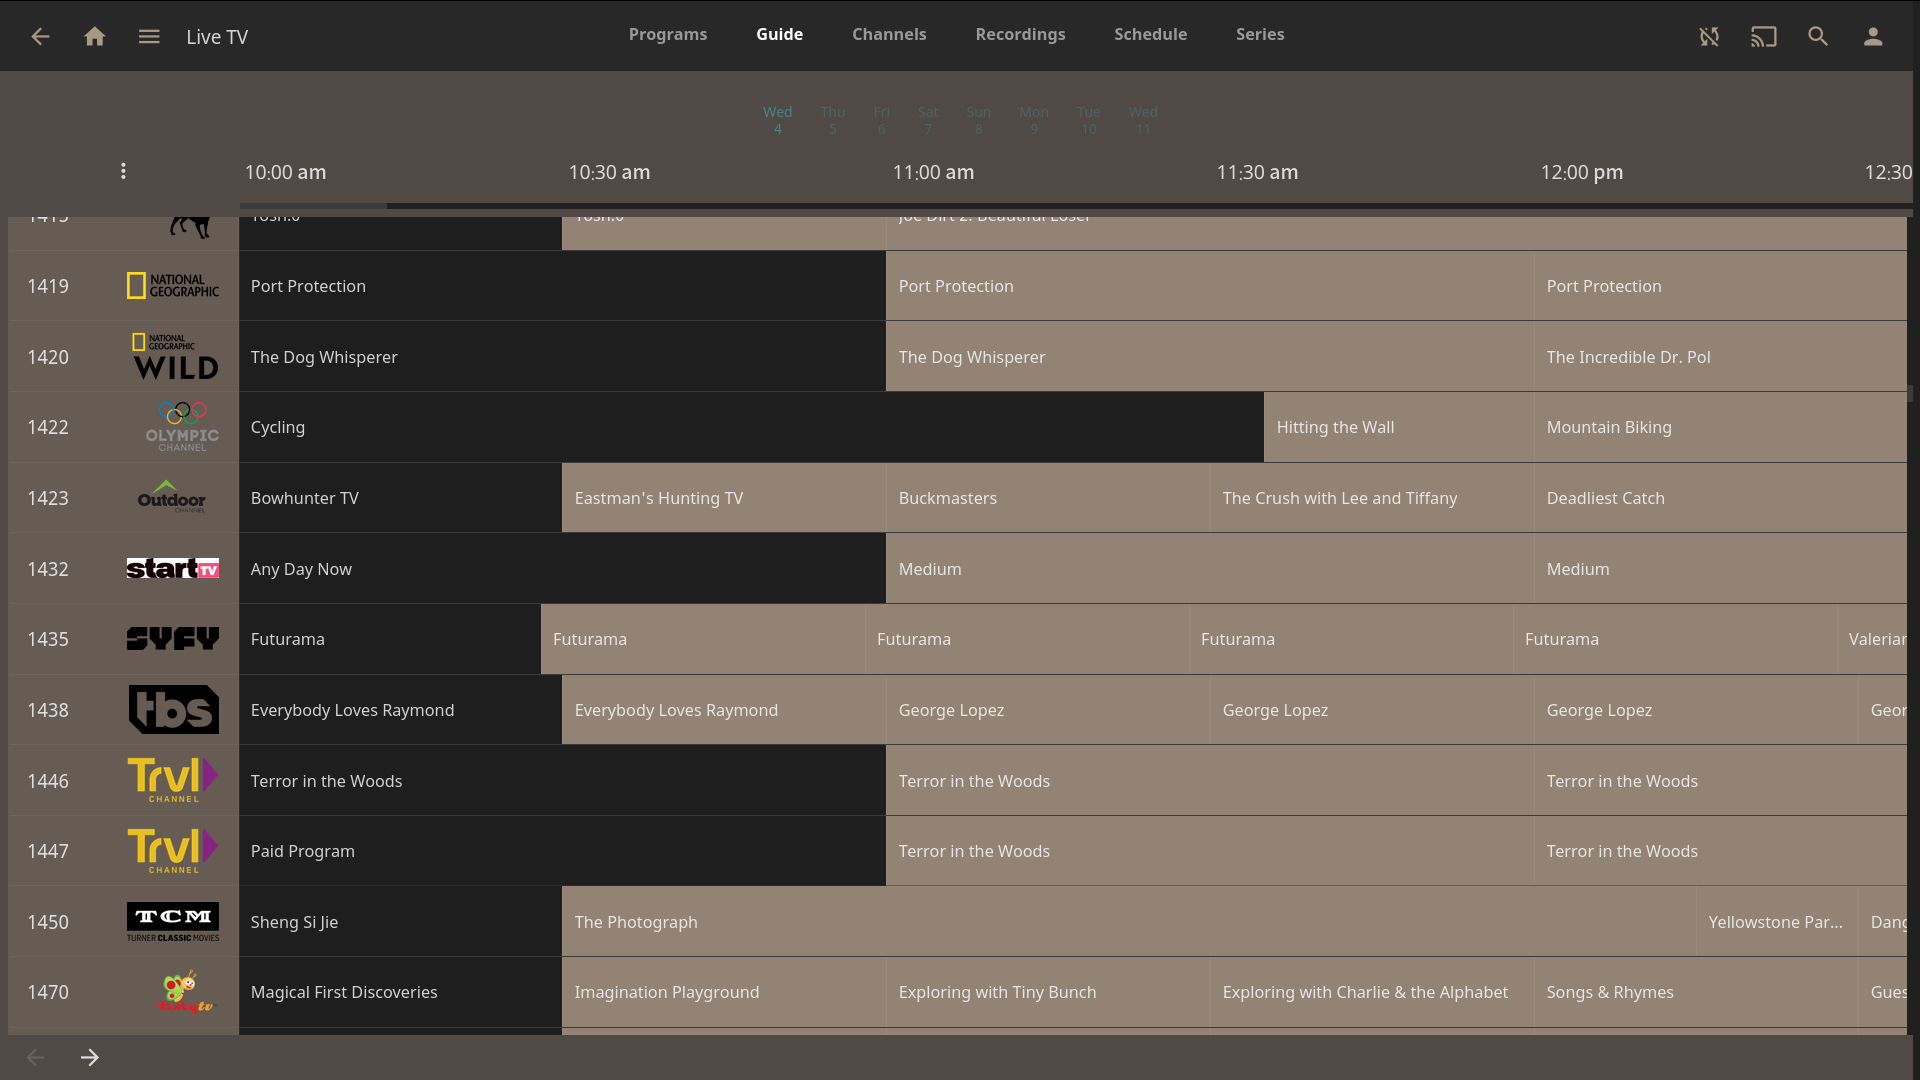 Live TV
Programs Guide Channels Recordings Schedule Series
Wed Thu Fri Sat Sun Mon Tue Wed
4 5 6 7 8 9 10 11
10:00 am 10:30 am 11:00 am 11:30 am 12:00 pm 12:30
Tosh.0 Tosh.0 Joe Dirt 2: Beautiful Loser
1419 NATIONAL GEOGRAPHIC Port Protection Port Protection Port Protection
1420 NATIONAL GEOGRAPHIC WILD The Dog Whisperer The Dog Whisperer The Incredible Dr. Pol
1422 OLYMPIC CHANNEL Cycling Hitting the Wall Mountain Biking
1423 Outdoor CHANNEL Bowhunter TV Eastman's Hunting TV Buckmasters The Crush with Lee and Tiffany Deadliest Catch
1432 start TV Any Day Now Medium Medium
1435 SYFY Futurama Futurama Futurama Futurama Futurama Valerian
1438 tbs Everybody Loves Raymond Everybody Loves Raymond George Lopez George Lopez George Lopez Geor
1446 Trvl CHANNEL Terror in the Woods Terror in the Woods Terror in the Woods
1447 Trvl CHANNEL Paid Program Terror in the Woods Terror in the Woods
1450 TCM TURNER CLASSIC MOVIES Sheng Si Jie The Photograph Yellowstone Par... Dang
1470 tv Magical First Discoveries Imagination Playground Exploring with Tiny Bunch Exploring with Charlie & the Alphabet Songs & Rhymes Gues